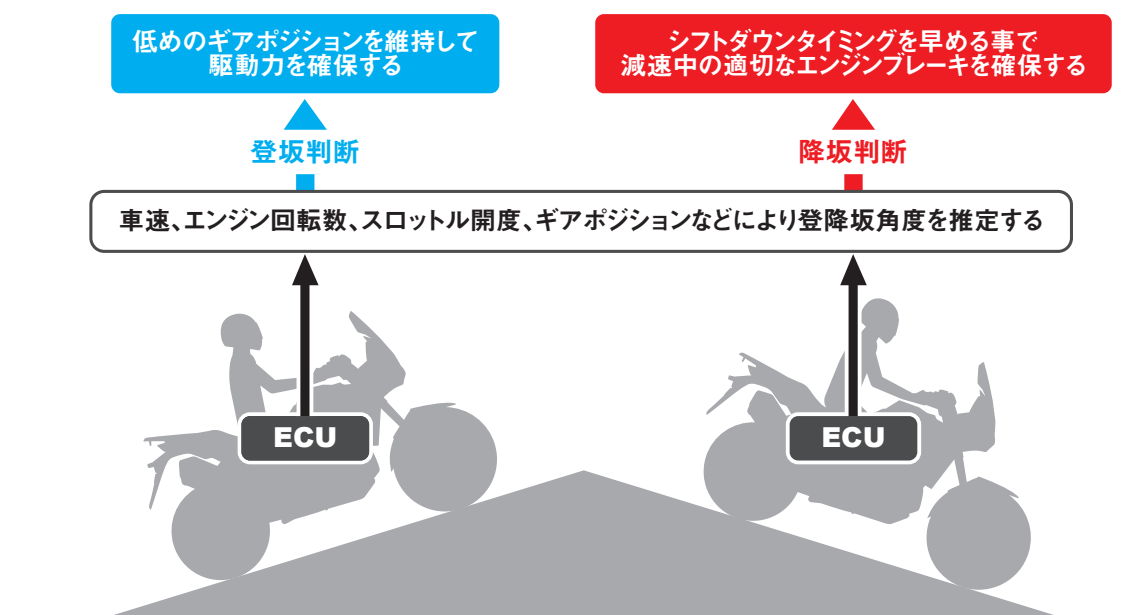 低めのギアポジションを維持して
駆動力を確保する
シフトダウンタイミングを早める事で
減速中の適切なエンジンブレーキを確保する
登坂判断
降坂判断
車速、エンジン回転数、スロットル開度、ギアポジションなどにより登降坂角度を推定する
ECU
ECU